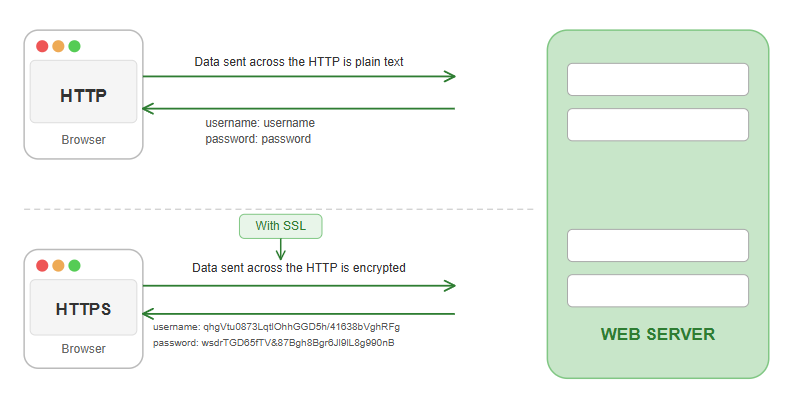 Data sent across the HTTP is plain text
HTTP
username: username
password: password
Browser
With SSL
Data sent across the HTTP is encrypted
HTTPS
username: qhgVtu0873LqtIOhhGGD5h/41638bVghRFg
password: wsdrTGD65fTV&87Bgh8Bgr6Jl9lL8g990nB
Browser
WEB SERVER